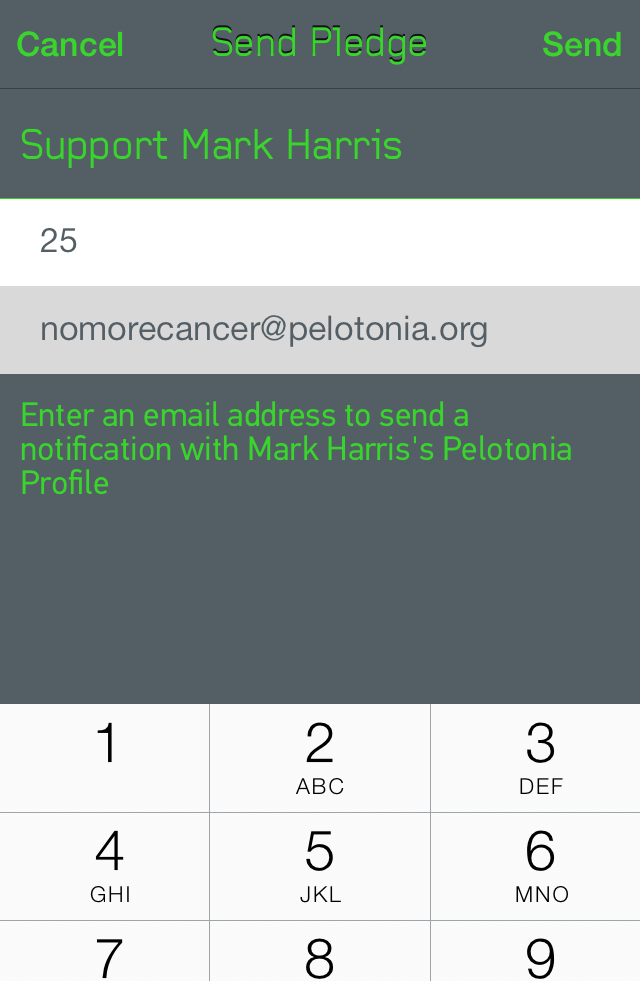 Cancel Send Pledge Send
Support Mark Harris
25
nomorecancer@pelotonia.org
Enter an email address to send a
notification with Mark Harris's Pelotonia
Profile
1 2 3
ABC DEF
4 5 6
GHI JKL MNO
7 8 9